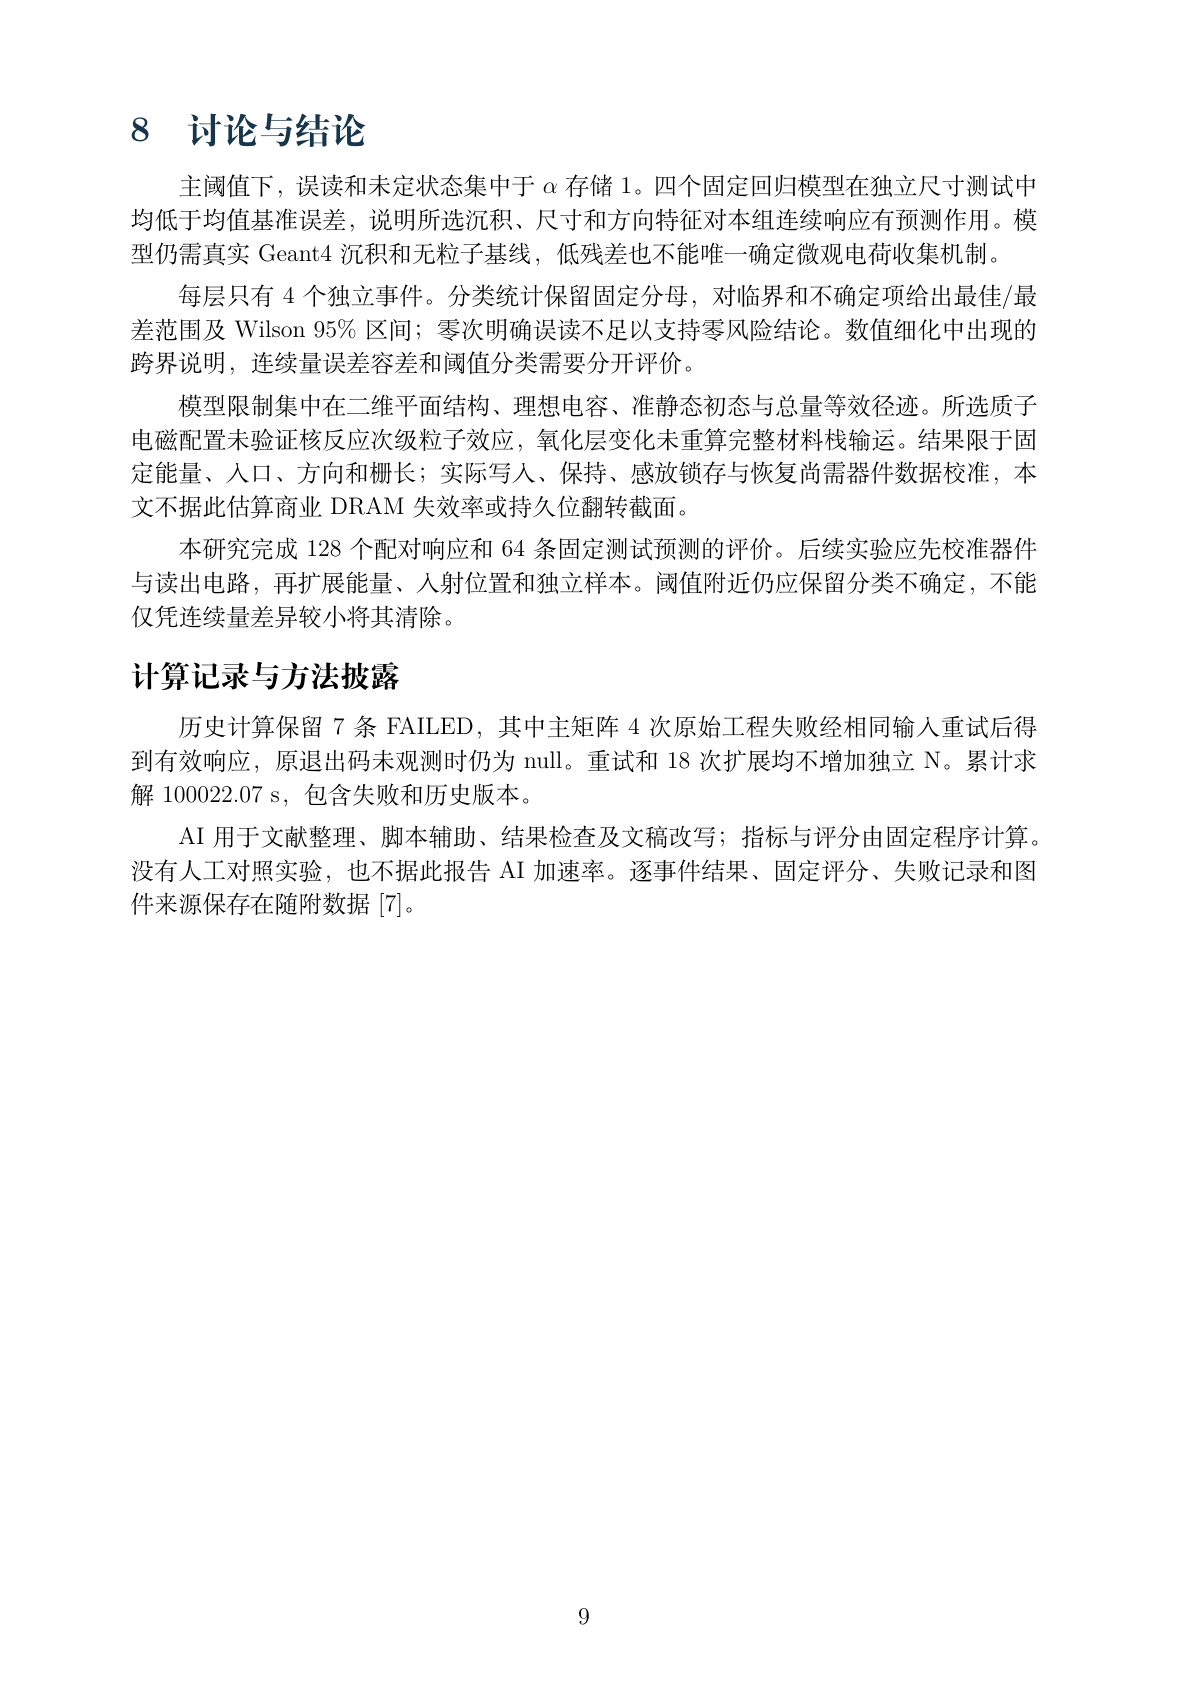 8 讨论与结论
主阈值下，误读和未定状态集中于 α 存储 1。四个固定回归模型在独立尺寸测试中
均低于均值基准误差，说明所选沉积、尺寸和方向特征对本组连续响应有预测作用。模
型仍需真实 Geant4 沉积和无粒子基线，低残差也不能唯一确定微观电荷收集机制。
每层只有 4 个独立事件。分类统计保留固定分母，对临界和不确定项给出最佳/最
差范围及 Wilson 95% 区间；零次明确误读不足以支持零风险结论。数值细化中出现的
跨界说明，连续量误差容差和阈值分类需要分开评价。
模型限制集中在二维平面结构、理想电容、准静态初态与总量等效径迹。所选质子
电磁配置未验证核反应次级粒子效应，氧化层变化未重算完整材料栈输运。结果限于固
定能量、入口、方向和栅长；实际写入、保持、感放锁存与恢复尚需器件数据校准，本
文不据此估算商业 DRAM 失效率或持久位翻转截面。
本研究完成 128 个配对响应和 64 条固定测试预测的评价。后续实验应先校准器件
与读出电路，再扩展能量、入射位置和独立样本。阈值附近仍应保留分类不确定，不能
仅凭连续量差异较小将其清除。
计算记录与方法披露
历史计算保留 7 条 FAILED，其中主矩阵 4 次原始工程失败经相同输入重试后得
到有效响应，原退出码未观测时仍为 null。重试和 18 次扩展均不增加独立 N。累计求
解 100022.07 s，包含失败和历史版本。
AI 用于文献整理、脚本辅助、结果检查及文稿改写；指标与评分由固定程序计算。
没有人工对照实验，也不据此报告 AI 加速率。逐事件结果、固定评分、失败记录和图
件来源保存在随附数据 [7]。
9